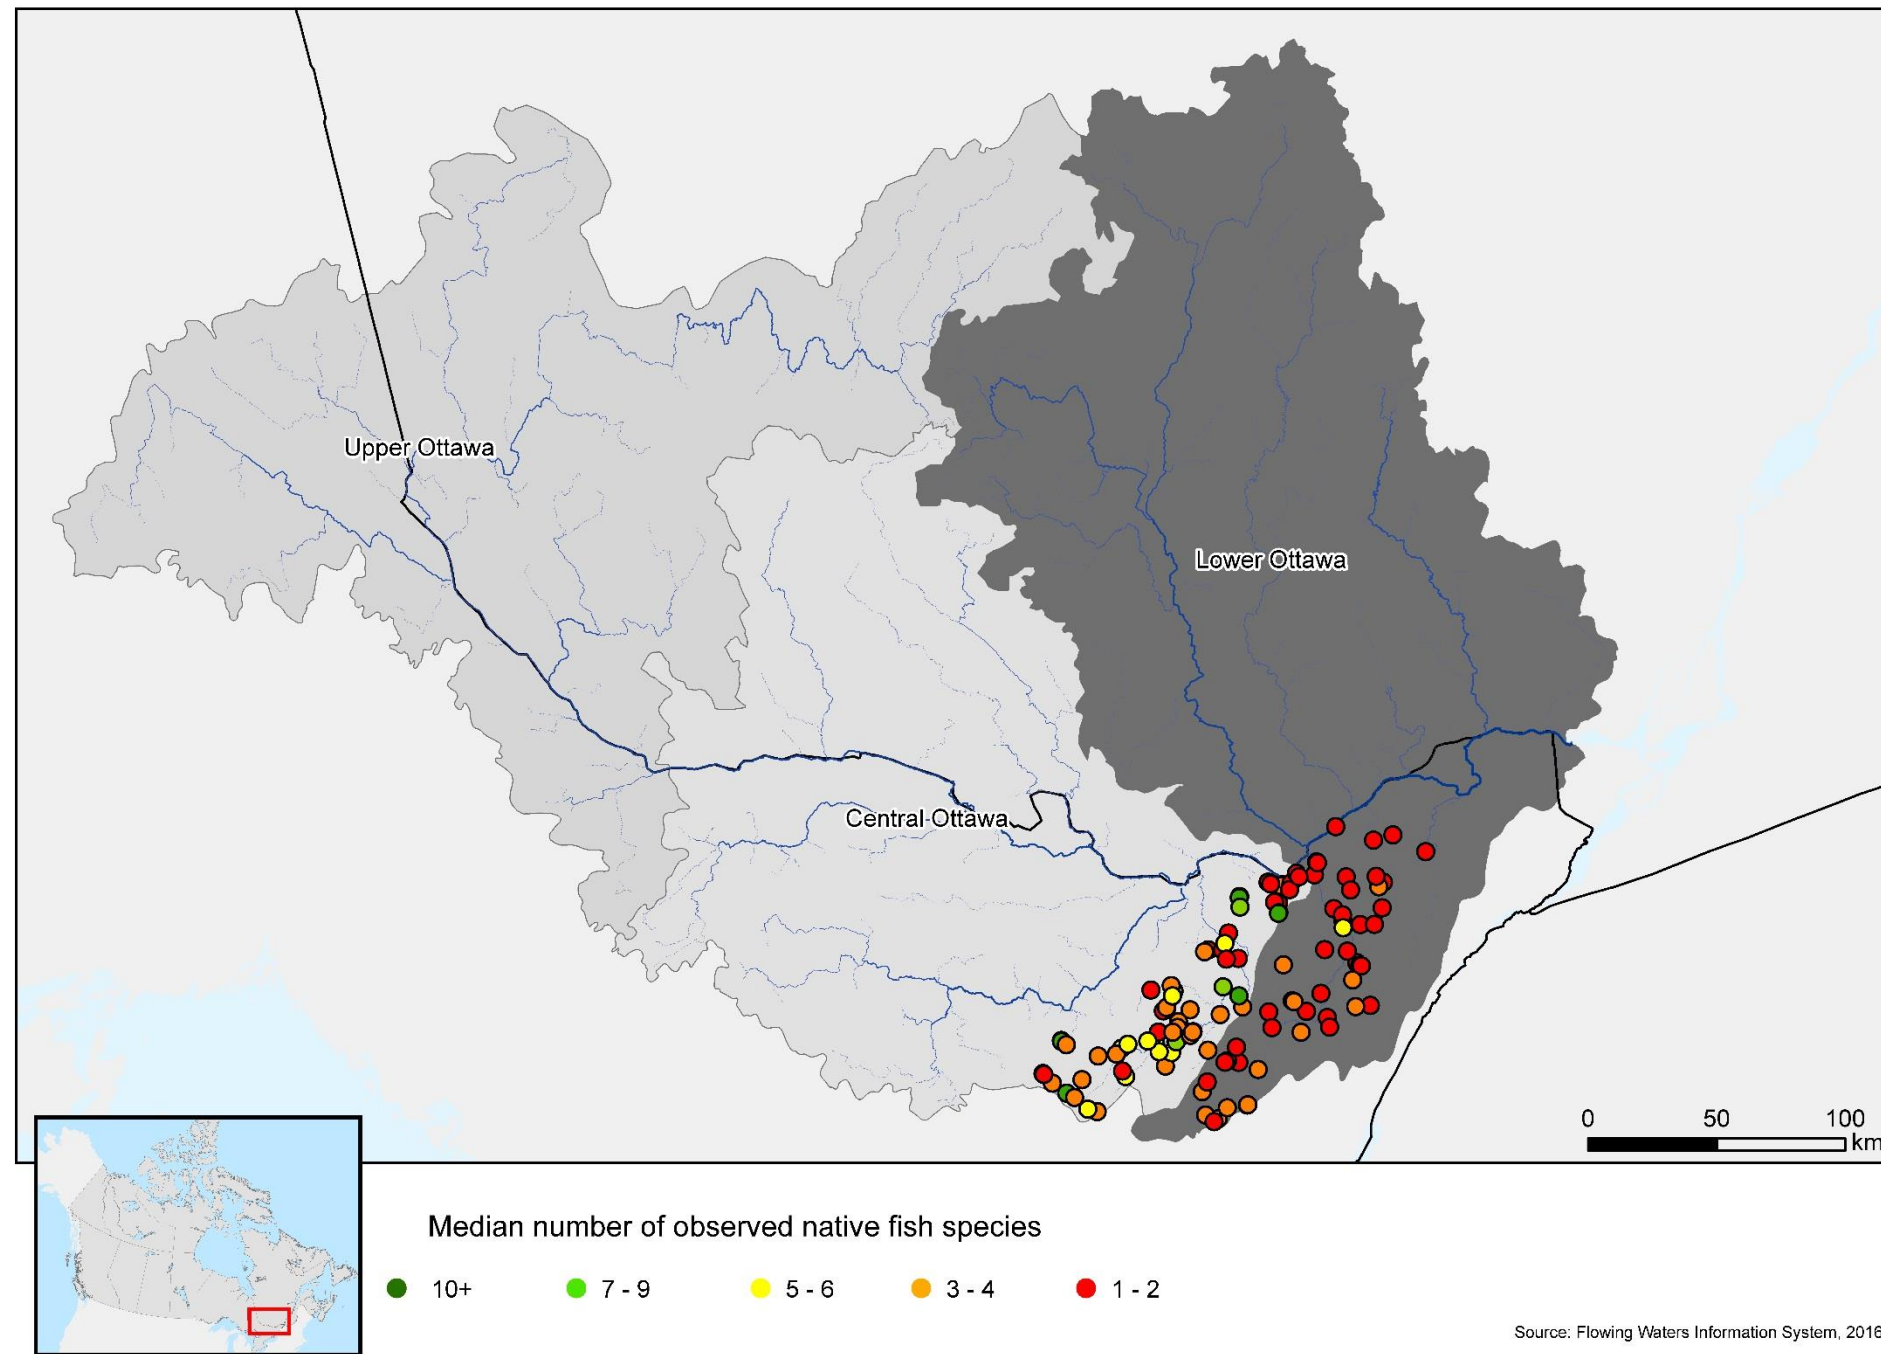 Upper Ottawa
Lower Ottawa
Central Ottawa
0 50 100
km
Median number of observed native fish species
10+ 7 - 9 5 - 6 3 - 4 1 - 2
Source: Flowing Waters Information System, 2016